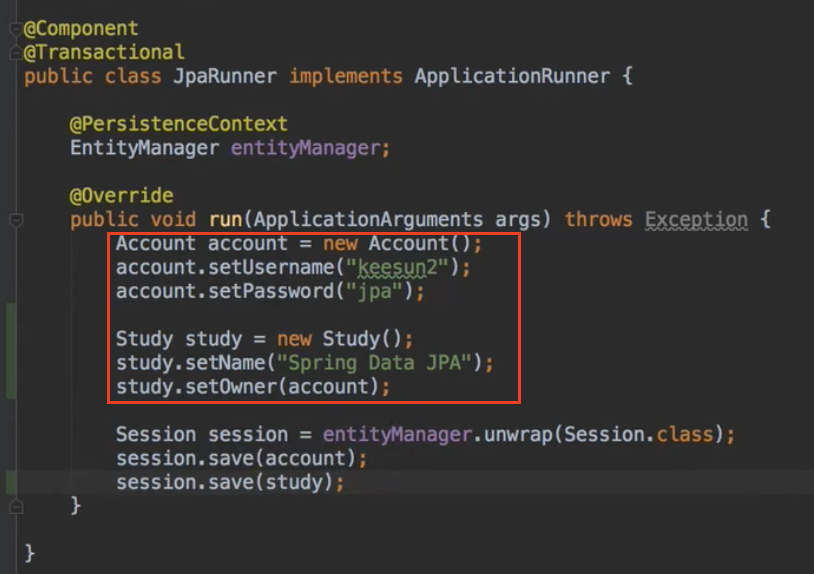 @Component
@Transactional
public class JpaRunner implements ApplicationRunner {
@PersistenceContext
EntityManager entityManager;
@Override
public void run(ApplicationArguments args) throws Exception {
Account account = new Account();
account.setUsername("keesun2");
account.setPassword("jpa");
Study study = new Study();
study.setName("Spring Data JPA");
study.setOwner(account);
Session session = entityManager.unwrap(Session.class);
session.save(account);
session.save(study);
}
}